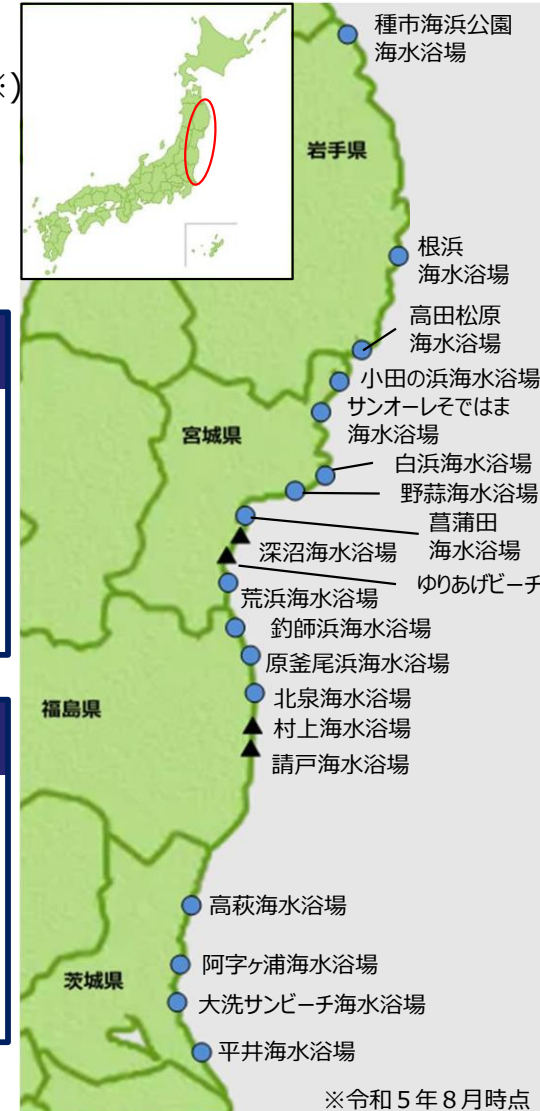 ※)
種市海浜公園
海水浴場
岩手県
根浜
海水浴場
高田松原
海水浴場
小田の浜海水浴場
サンオーレそではま
海水浴場
宮城県
白浜海水浴場
野蒜海水浴場
菖蒲田
海水浴場
深沼海水浴場
ゆりあげビーチ
荒浜海水浴場
釣師浜海水浴場
原釜尾浜海水浴場
北泉海水浴場
福島県
村上海水浴場
請戸海水浴場
高萩海水浴場
阿字ヶ浦海水浴場
茨城県
大洗サンビーチ海水浴場
平井海水浴場
※令和５年８月時点